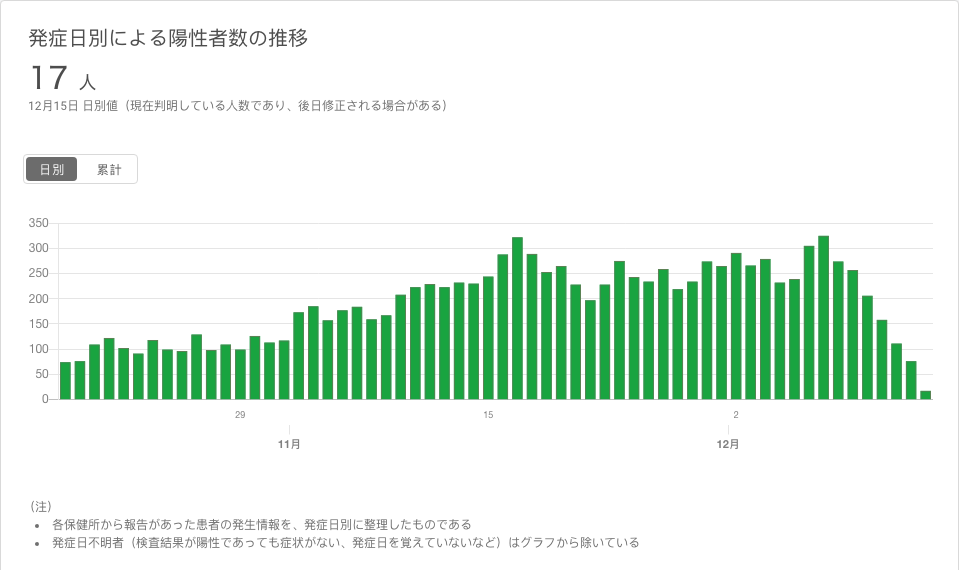 発症日別による陽性者数の推移
17 人
12月15日 日別値（現在判明している人数であり、後日修正される場合がある）
日別 累計
350
300
250
200
150
100
50
0
29 15 2
11月 12月
（注）
• 各保健所から報告があった患者の発生情報を、発症日別に整理したものである
• 発症日不明者（検査結果が陽性であっても症状がない、発症日を覚えていないなど）はグラフから除いている